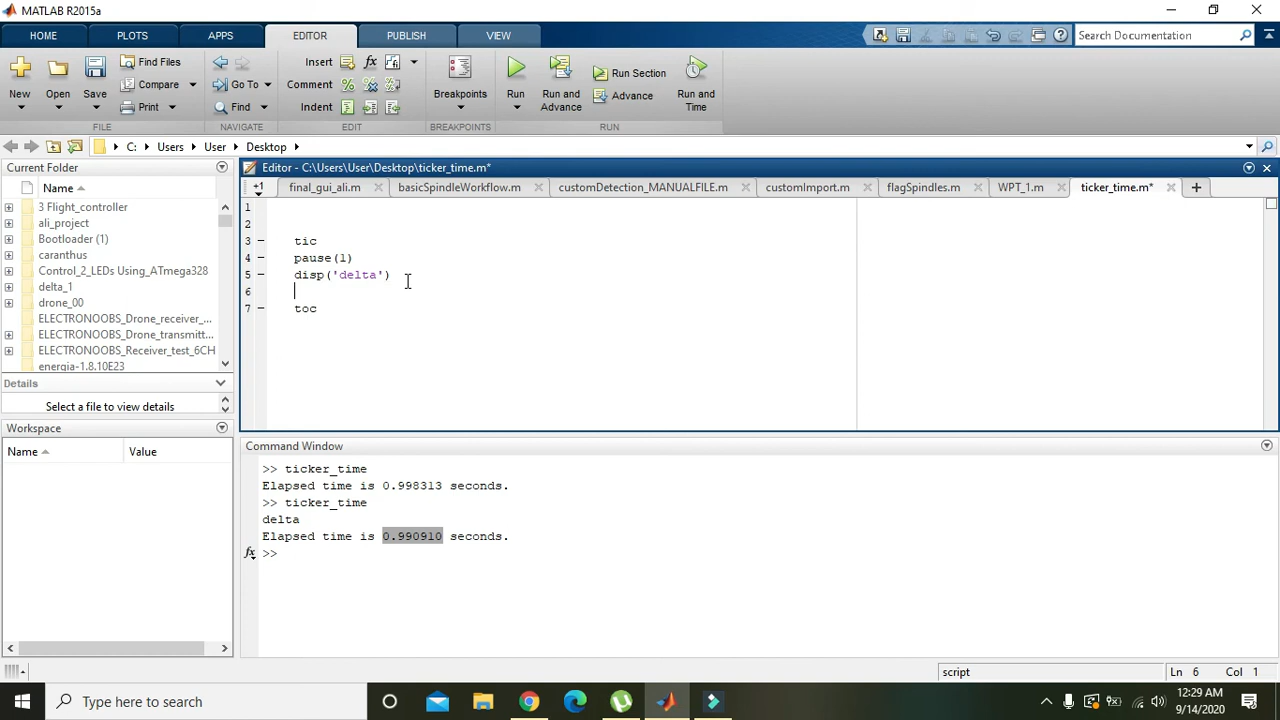 MATLAB R2015a
HOME PLOTS APPS EDITOR PUBLISH VIEW Search Documentation
New Open Save Find Files Compare Print
Go To Find
Insert fx Comment Indent
Breakpoints
Run Run and Advance Run Section Advance Run and Time
FILE NAVIGATE EDIT BREAKPOINTS RUN
C: Users User Desktop
Current Folder
Name
3 Flight_controller
ali_project
Bootloader (1)
caranthus
Control_2_LEDs Using_ATmega328
delta_1
drone_00
ELECTRONOOBS_Drone_receiver_...
ELECTRONOOBS_Drone_transmitt...
ELECTRONOOBS_Receiver_test_6CH
energia-1.8.10E23
Details
Select a file to view details
Workspace
Name Value
Editor - C:\Users\User\Desktop\ticker_time.m*
+1 final_gui_ali.m basicSpindleWorkflow.m customDetection_MANUALFILE.m customImport.m flagSpindles.m WPT_1.m ticker_time.m*
1
2
3 – tic
4 – pause(1)
5 – disp('delta')
6
7 – toc
Command Window
>> ticker_time
Elapsed time is 0.998313 seconds.
>> ticker_time
delta
Elapsed time is 0.990910 seconds.
fx >>
script Ln 6 Col 1
Type here to search
12:29 AM
9/14/2020